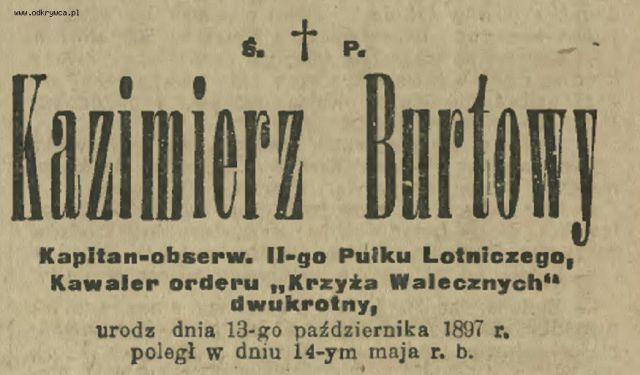 www.odkrywca.pl
Ś. † P.
Kazimierz Burtowy
Kapitan-obserw. II-go Pułku Lotniczego,
Kawaler orderu „Krzyża Walecznych“
dwukrotny,
urodz dnia 13-go października 1897 r.
poległ w dniu 14-ym maja r. b.